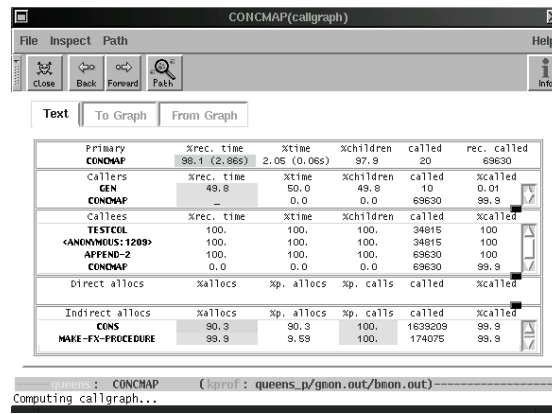 CONCMAP(callgraph)
File Inspect Path Help
Close Back Forward Path Info
Text To Graph From Graph
Primary %rec. time %time %children called rec. called
CONCMAP 98.1 (2.86s) 2.05 (0.06s) 97.9 20 69630
Callers %rec. time %time %children called %called
GEN 49.8 50.0 49.8 10 0.01
CONCMAP _ 0.0 0.0 69630 99.9
Callees %rec. time %time %children called %called
TESTCOL 100. 100. 100. 34815 100
<ANONYMOUS:1209> 100. 100. 100. 34815 100
APPEND-2 100. 100. 100. 69630 100
CONCMAP 0.0 0.0 0.0 69630 99.9
Direct allocs %allocs %p. allocs %p. calls called %called
Indirect allocs %allocs %p. allocs %p. calls called %called
CONS 90.3 90.3 100. 1639209 99.9
MAKE-FX-PROCEDURE 99.9 9.59 100. 174075 99.9
-----queens: CONCMAP (kprof: queens_p/gmon.out/bmon.out)--------------------
Computing callgraph...